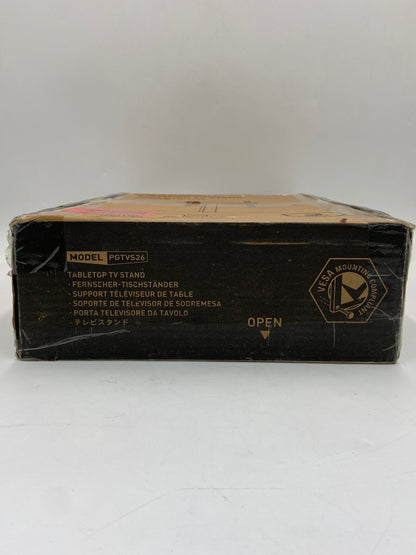 MODEL PGTVS26
TABLETOP TV STAND
· FERNSCHER-TISCHSTÄNDER
· SUPPORT TÉLÉVISEUR DE TABLE
· SOPORTE DE TELEVISOR DE SOBREMESA
· PORTA TELEVISORE DA TAVOLO
· テレビスタンド
OPEN
VESA MOUNTING COMPLIANT